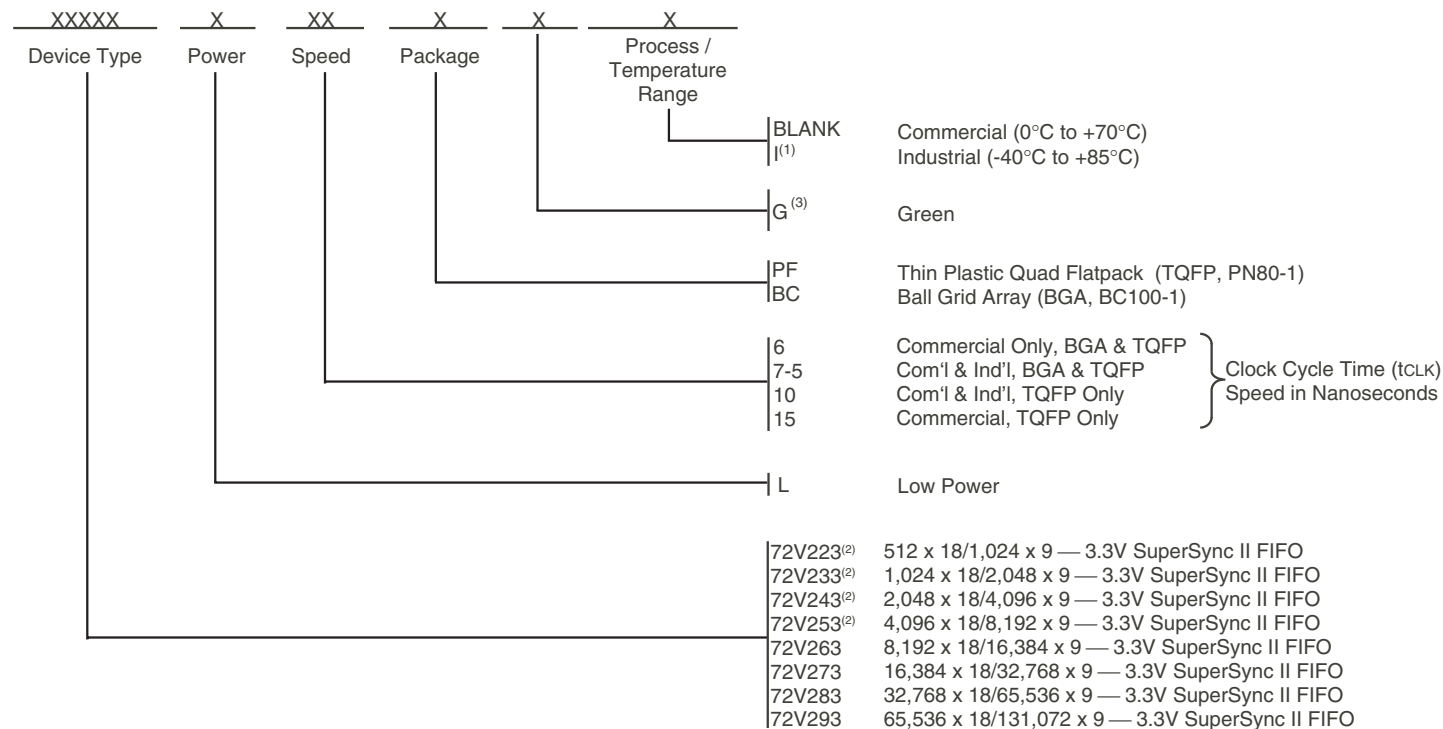 XXXXX X XX X X X
Device Type Power Speed Package Process /
Temperature
Range
BLANK Commercial (0°C to +70°C)
I(1) Industrial (-40°C to +85°C)
G(3) Green
PF Thin Plastic Quad Flatpack (TQFP, PN80-1)
BC Ball Grid Array (BGA, BC100-1)
6 Commercial Only, BGA & TQFP
7-5 Com‘l & Ind’l, BGA & TQFP
10 Com‘l & Ind’l, TQFP Only
15 Commercial, TQFP Only
Clock Cycle Time (tCLK)
Speed in Nanoseconds
L Low Power
72V223(2) 512 x 18/1,024 x 9 — 3.3V SuperSync II FIFO
72V233(2) 1,024 x 18/2,048 x 9 — 3.3V SuperSync II FIFO
72V243(2) 2,048 x 18/4,096 x 9 — 3.3V SuperSync II FIFO
72V253(2) 4,096 x 18/8,192 x 9 — 3.3V SuperSync II FIFO
72V263 8,192 x 18/16,384 x 9 — 3.3V SuperSync II FIFO
72V273 16,384 x 18/32,768 x 9 — 3.3V SuperSync II FIFO
72V283 32,768 x 18/65,536 x 9 — 3.3V SuperSync II FIFO
72V293 65,536 x 18/131,072 x 9 — 3.3V SuperSync II FIFO